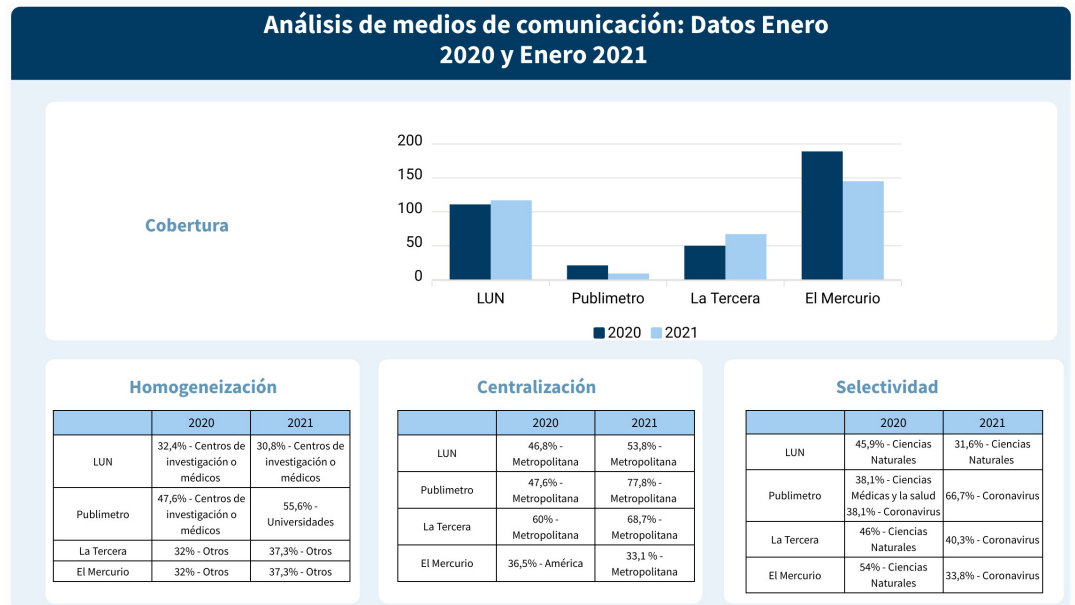 Análisis de medios de comunicación: Datos Enero
2020 y Enero 2021
Cobertura
200
150
100
50
0
LUN
Publimetro
La Tercera
El Mercurio
2020
2021
Homogeneización
2020
2021
LUN
32,4% - Centros de
investigación o
médicos
30,8% - Centros de
investigación o
médicos
Publimetro
47,6% - Centros de
investigación o
médicos
55,6% -
Universidades
La Tercera
32% - Otros
37,3% - Otros
El Mercurio
32% - Otros
37,3% - Otros
Centralización
2020
2021
LUN
46,8% -
Metropolitana
53,8% -
Metropolitana
Publimetro
47,6% -
Metropolitana
77,8% -
Metropolitana
La Tercera
60% -
Metropolitana
68,7% -
Metropolitana
El Mercurio
36,5% - América
33,1 % -
Metropolitana
Selectividad
2020
2021
LUN
45,9% - Ciencias
Naturales
31,6% - Ciencias
Naturales
Publimetro
38,1% - Ciencias
Médicas y la salud
38,1% - Coronavirus
66,7% - Coronavirus
La Tercera
46% - Ciencias
Naturales
40,3% - Coronavirus
El Mercurio
54% - Ciencias
Naturales
33,8% - Coronavirus